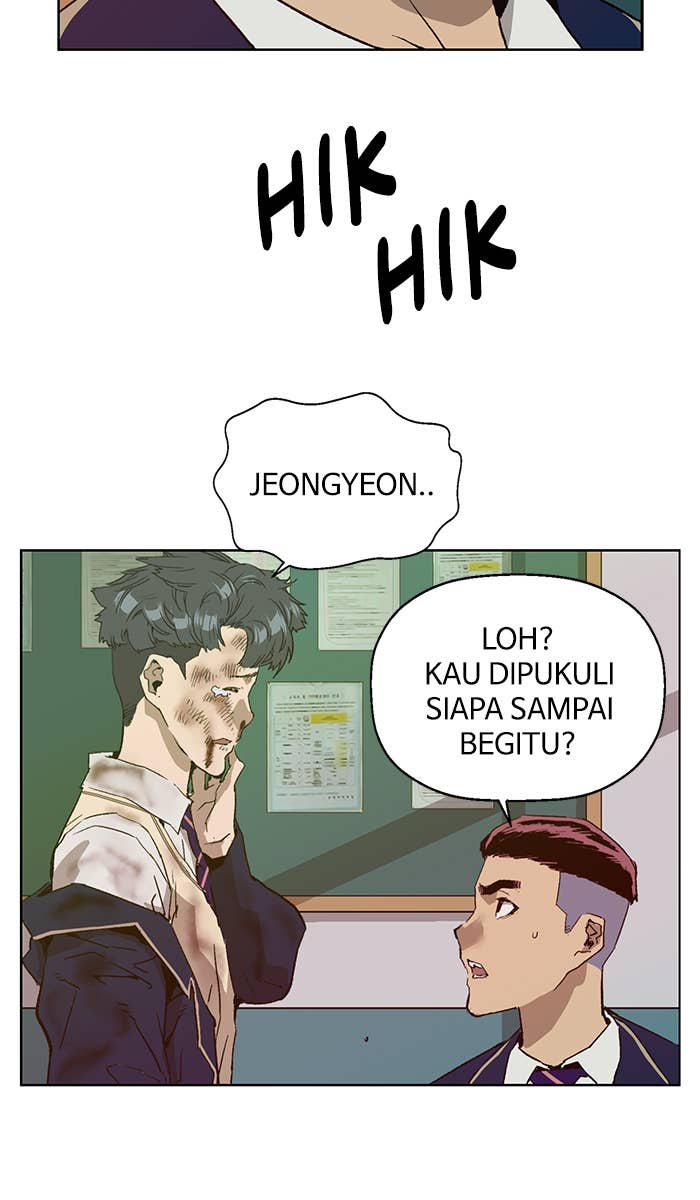 HIK
HIK
JEONGYEON..
LOH?
KAU DIPUKULI
SIAPA SAMPAI
BEGITU?